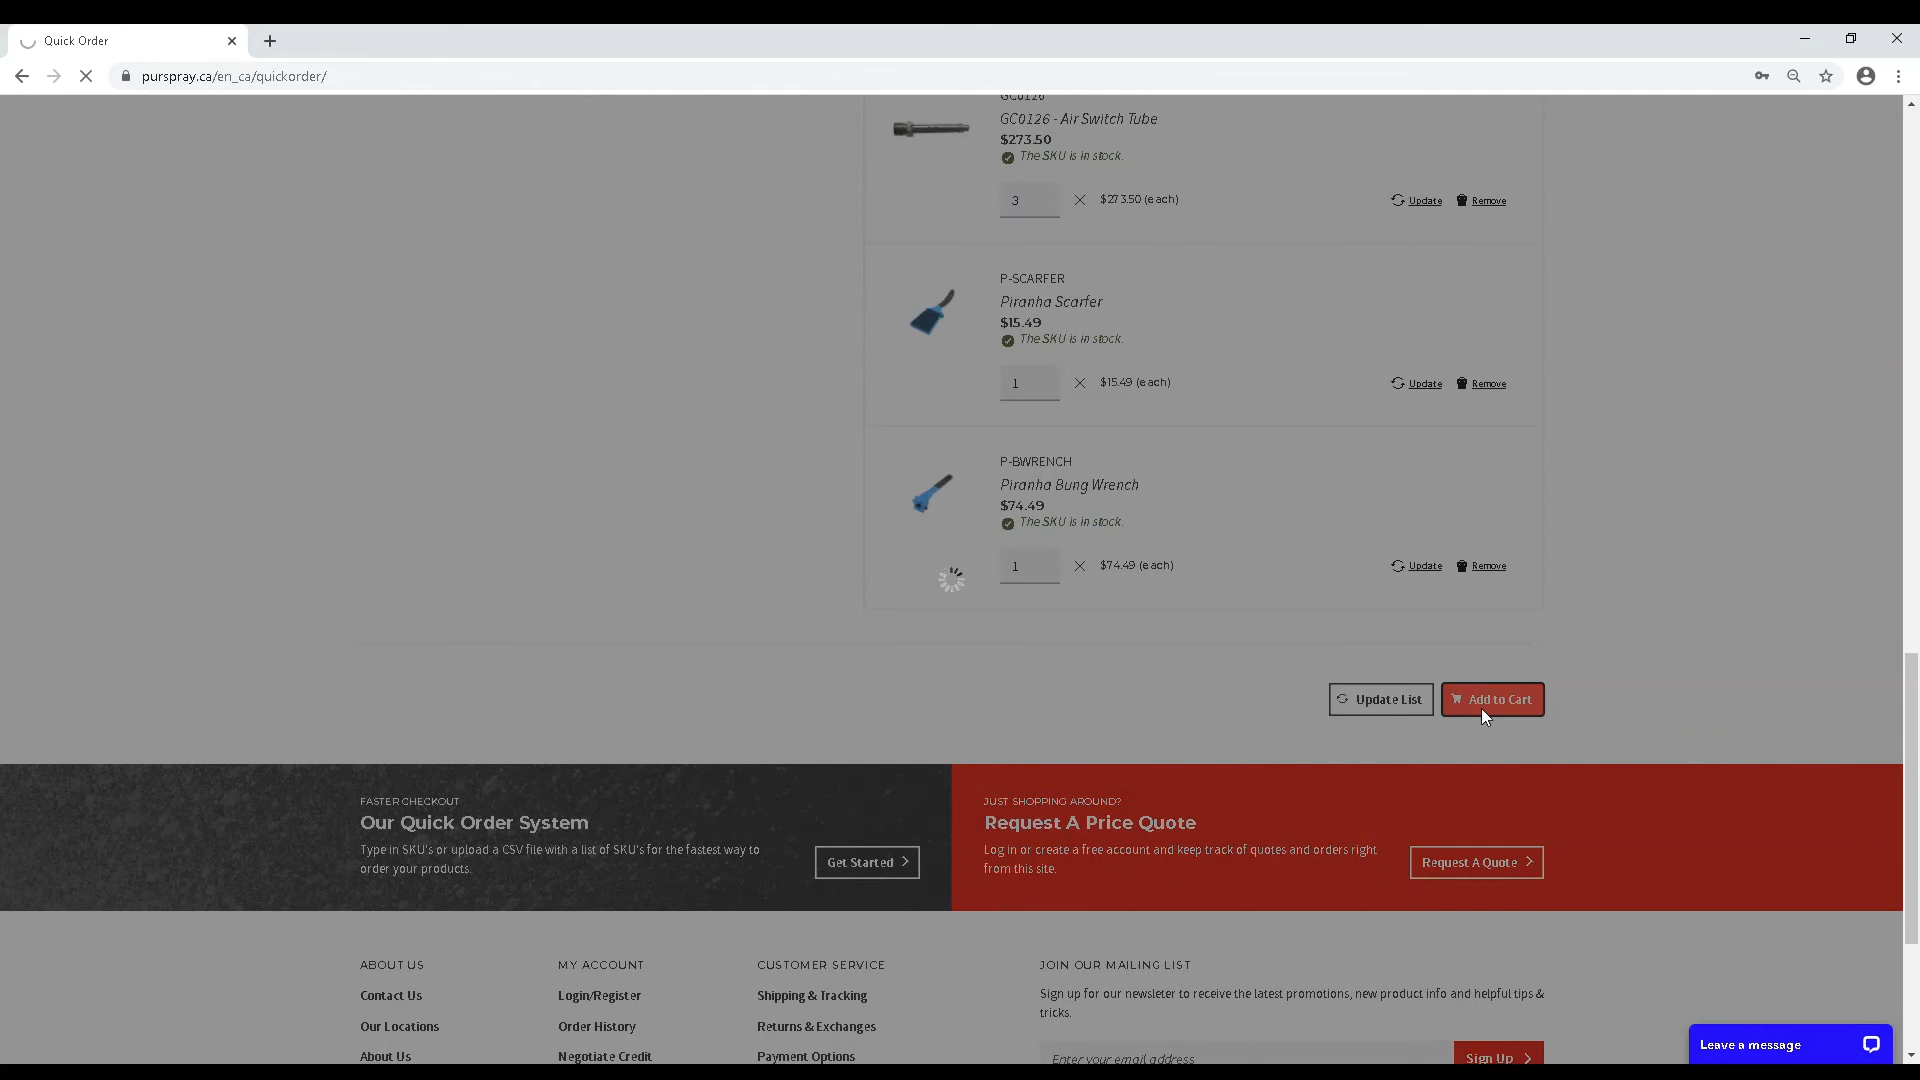 Quick Order
purspray.ca/en_ca/quickorder/
GC0126
GC0126 - Air Switch Tube
$273.50
The SKU is in stock.
3 $273.50 (each) Update Remove
P-SCARFER
Piranha Scarfer
$15.49
The SKU is in stock.
1 $15.49 (each) Update Remove
P-BWRENCH
Piranha Bung Wrench
$74.49
The SKU is in stock.
1 $74.49 (each) Update Remove
Update List Add to Cart
FASTER CHECKOUT
Our Quick Order System
Type in SKU's or upload a CSV file with a list of SKU's for the fastest way to
order your products.
Get Started
JUST SHOPPING AROUND?
Request A Price Quote
Log in or create a free account and keep track of quotes and orders right
from this site.
Request A Quote
ABOUT US
Contact Us
Our Locations
About Us
MY ACCOUNT
Login/Register
Order History
Negotiate Credit
CUSTOMER SERVICE
Shipping & Tracking
Returns & Exchanges
Payment Options
JOIN OUR MAILING LIST
Sign up for our newsleter to receive the latest promotions, new product info and helpful tips &
tricks.
Enter your email address
Sign Up
Leave a message